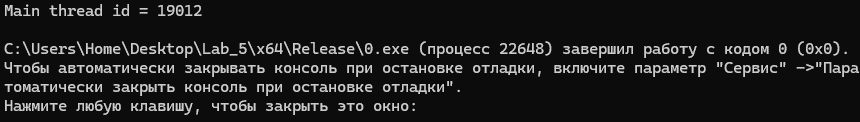 Main thread id = 19012
C:\Users\Home\Desktop\Lab_5\x64\Release\0.exe (процесс 22648) завершил работу с кодом 0 (0x0).
Чтобы автоматически закрывать консоль при остановке отладки, включите параметр "Сервис" ->"Пара
томатически закрыть консоль при остановке отладки".
Нажмите любую клавишу, чтобы закрыть это окно: